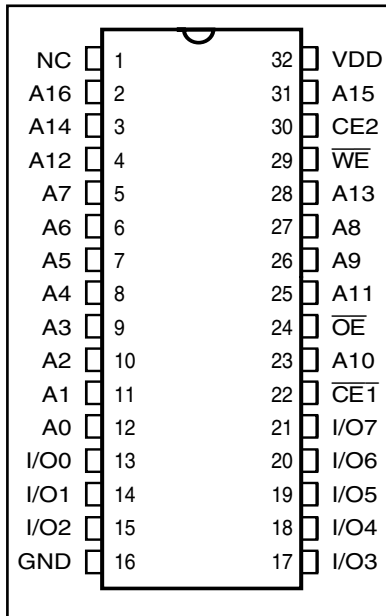 NC 1 32 VDD
A16 2 31 A15
A14 3 30 CE2
A12 4 29 W̅E̅
A7 5 28 A13
A6 6 27 A8
A5 7 26 A9
A4 8 25 A11
A3 9 24 O̅E̅
A2 10 23 A10
A1 11 22 C̅E̅1̅
A0 12 21 I/O7
I/O0 13 20 I/O6
I/O1 14 19 I/O5
I/O2 15 18 I/O4
GND 16 17 I/O3